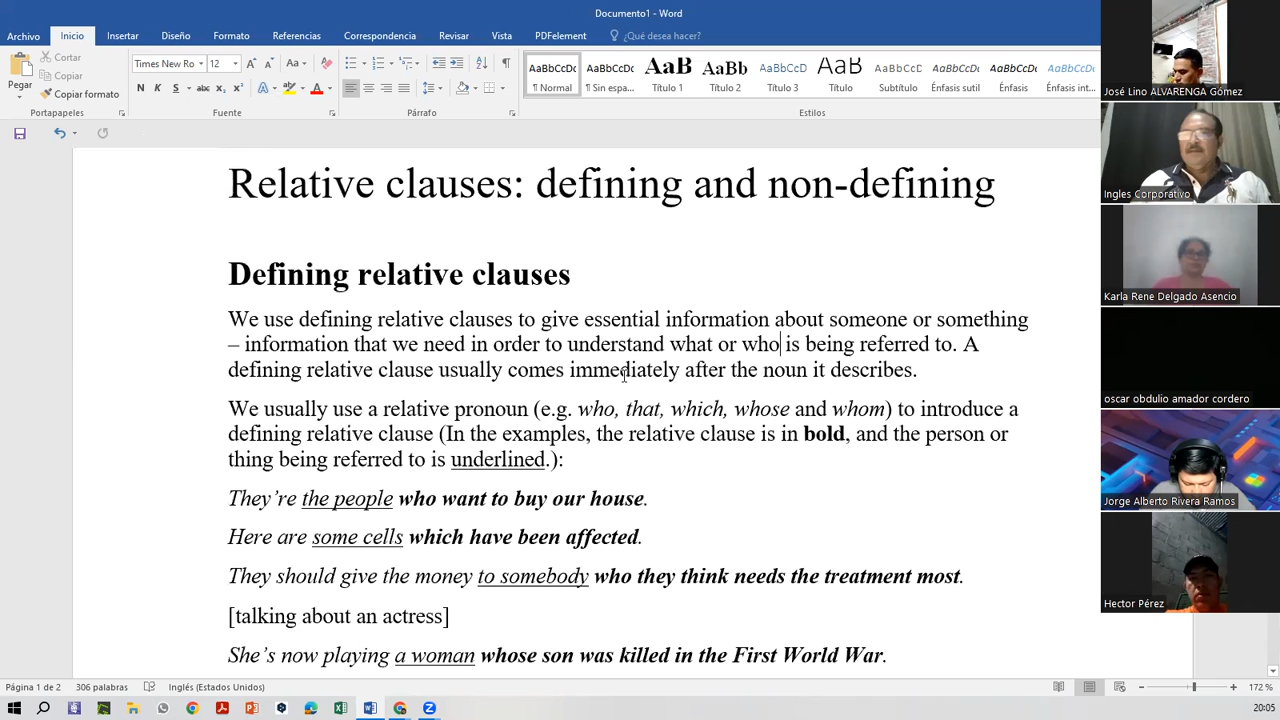 Documento1 - Word
Archivo Inicio Insertar Diseño Formato Referencias Correspondencia Revisar Vista PDFelement ¿Qué desea hacer?
Pegar
Cortar
Copiar
Copiar formato
Portapapeles
Times New Ro 12 Aa
N K S abc x₂ x² A A
Fuente
Párrafo
AaBbCcDc AaBbCcDc AaB AaBb AaBbCcD AaB AaBbCcD AaBbCcDc AaBbCcDc AaBbCcDc
¶ Normal ¶ Sin espa... Título 1 Título 2 Título 3 Título Subtítulo Énfasis sutil Énfasis Énfasis int...
Estilos
Relative clauses: defining and non-defining
Defining relative clauses
We use defining relative clauses to give essential information about someone or something
– information that we need in order to understand what or who is being referred to. A
defining relative clause usually comes immediately after the noun it describes.
We usually use a relative pronoun (e.g. who, that, which, whose and whom) to introduce a
defining relative clause (In the examples, the relative clause is in bold, and the person or
thing being referred to is underlined.):
They’re the people who want to buy our house.
Here are some cells which have been affected.
They should give the money to somebody who they think needs the treatment most.
[talking about an actress]
She’s now playing a woman whose son was killed in the First World War.
Página 1 de 2 306 palabras Inglés (Estados Unidos) 172 %
20:05
José Lino ALVARENGA Gómez
Ingles Corporativo
Karla Rene Delgado Asencio
oscar obdulio amador cordero
Jorge Alberto Rivera Ramos
Hector Pérez